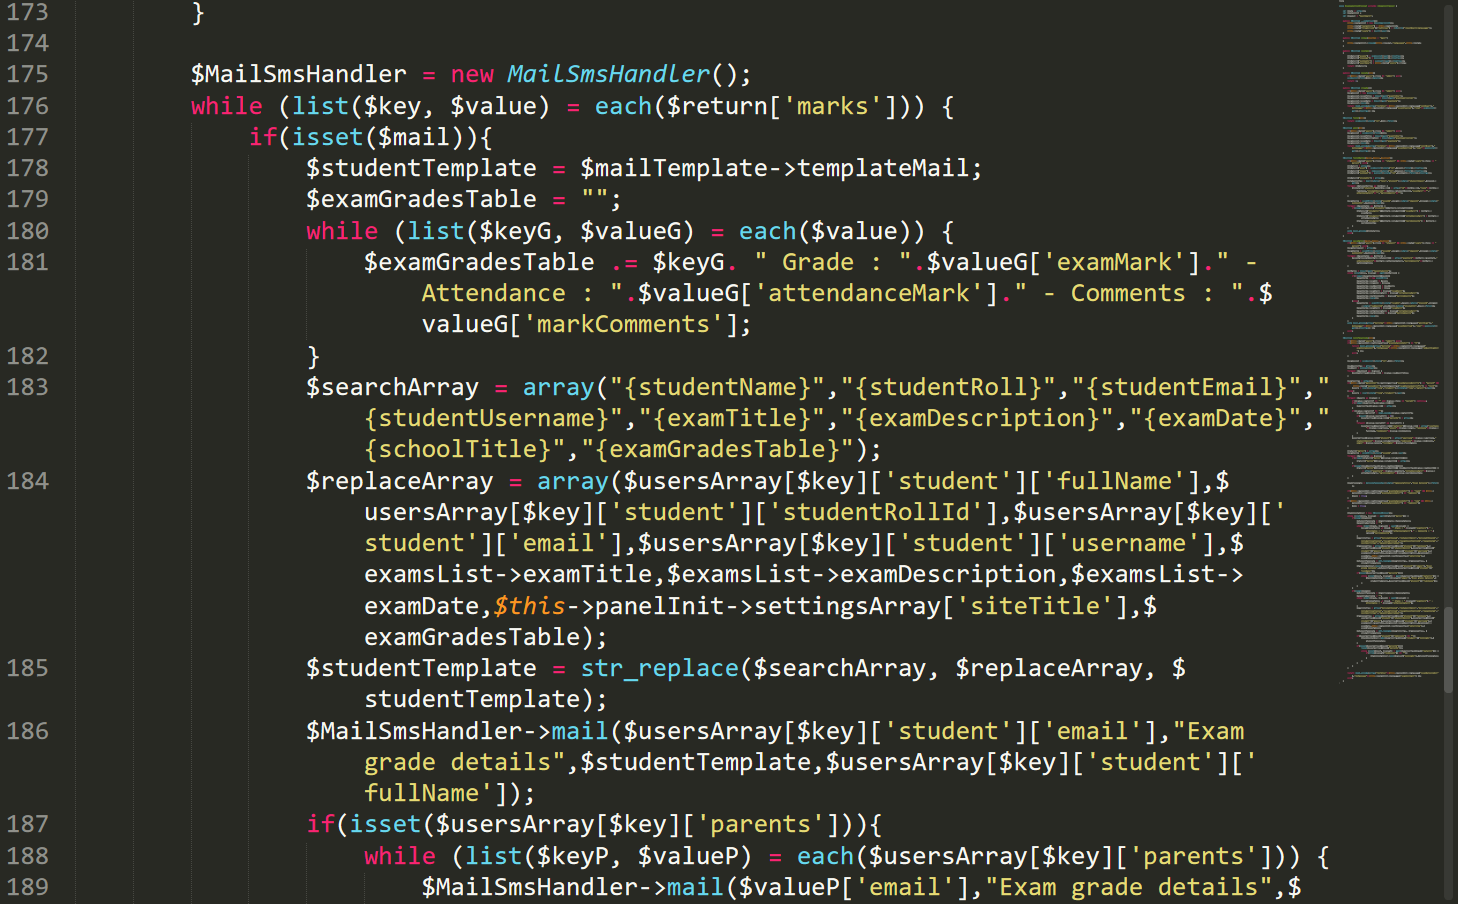 173 }
174
175 $MailSmsHandler = new MailSmsHandler();
176 while (list($key, $value) = each($return['marks'])) {
177 if(isset($mail)){
178 $studentTemplate = $mailTemplate->templateMail;
179 $examGradesTable = "";
180 while (list($keyG, $valueG) = each($value)) {
181 $examGradesTable .= $keyG. " Grade : ".$valueG['examMark']." -
Attendance : ".$valueG['attendanceMark']." - Comments : ".$
valueG['markComments'];
182 }
183 $searchArray = array("{studentName}","{studentRoll}","{studentEmail}","
{studentUsername}","{examTitle}","{examDescription}","{examDate}","
{schoolTitle}","{examGradesTable}");
184 $replaceArray = array($usersArray[$key]['student']['fullName'],$
usersArray[$key]['student']['studentRollId'],$usersArray[$key]['
student']['email'],$usersArray[$key]['student']['username'],$
examsList->examTitle,$examsList->examDescription,$examsList->
examDate,$this->panelInit->settingsArray['siteTitle'],$
examGradesTable);
185 $studentTemplate = str_replace($searchArray, $replaceArray, $
studentTemplate);
186 $MailSmsHandler->mail($usersArray[$key]['student']['email'],"Exam
grade details",$studentTemplate,$usersArray[$key]['student']['
fullName']);
187 if(isset($usersArray[$key]['parents'])){
188 while (list($keyP, $valueP) = each($usersArray[$key]['parents'])) {
189 $MailSmsHandler->mail($valueP['email'],"Exam grade details",$